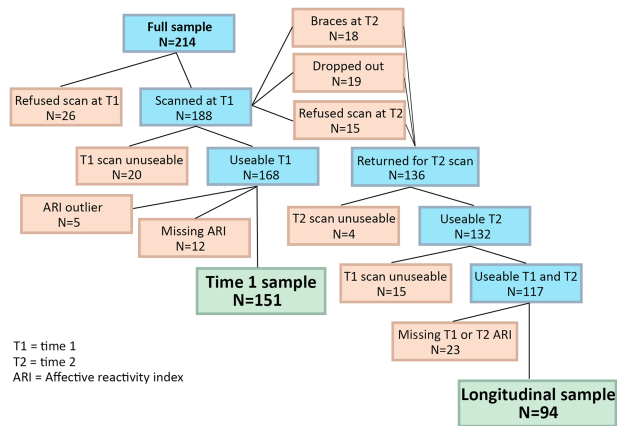 Full sample
N=214
Braces at T2
N=18
Dropped out
N=19
Refused scan at T2
N=15
Refused scan at T1
N=26
Scanned at T1
N=188
T1 scan unuseable
N=20
Useable T1
N=168
Returned for T2 scan
N=136
ARI outlier
N=5
Missing ARI
N=12
T2 scan unuseable
N=4
Useable T2
N=132
Time 1 sample
N=151
T1 scan unuseable
N=15
Useable T1 and T2
N=117
Missing T1 or T2 ARI
N=23
T1 = time 1
T2 = time 2
ARI = Affective reactivity index
Longitudinal sample
N=94